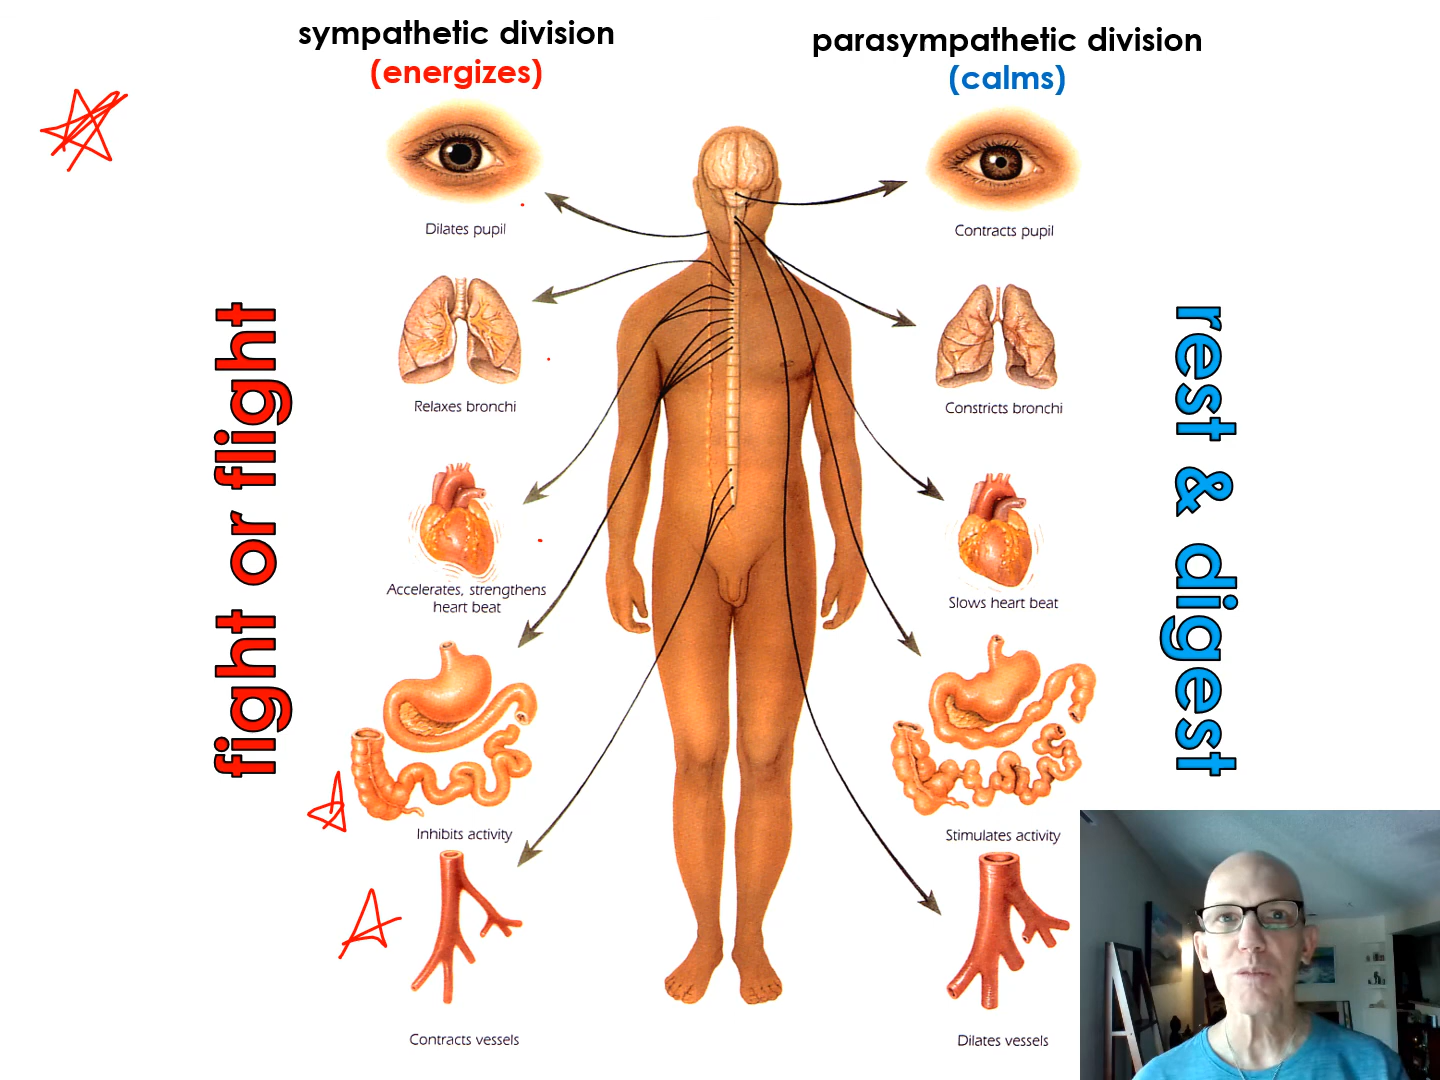 sympathetic division
(energizes)
parasympathetic division
(calms)
fight or flight
rest & digest
Dilates pupil
Contracts pupil
Relaxes bronchi
Constricts bronchi
Accelerates, strengthens
heart beat
Slows heart beat
Inhibits activity
Stimulates activity
Contracts vessels
Dilates vessels